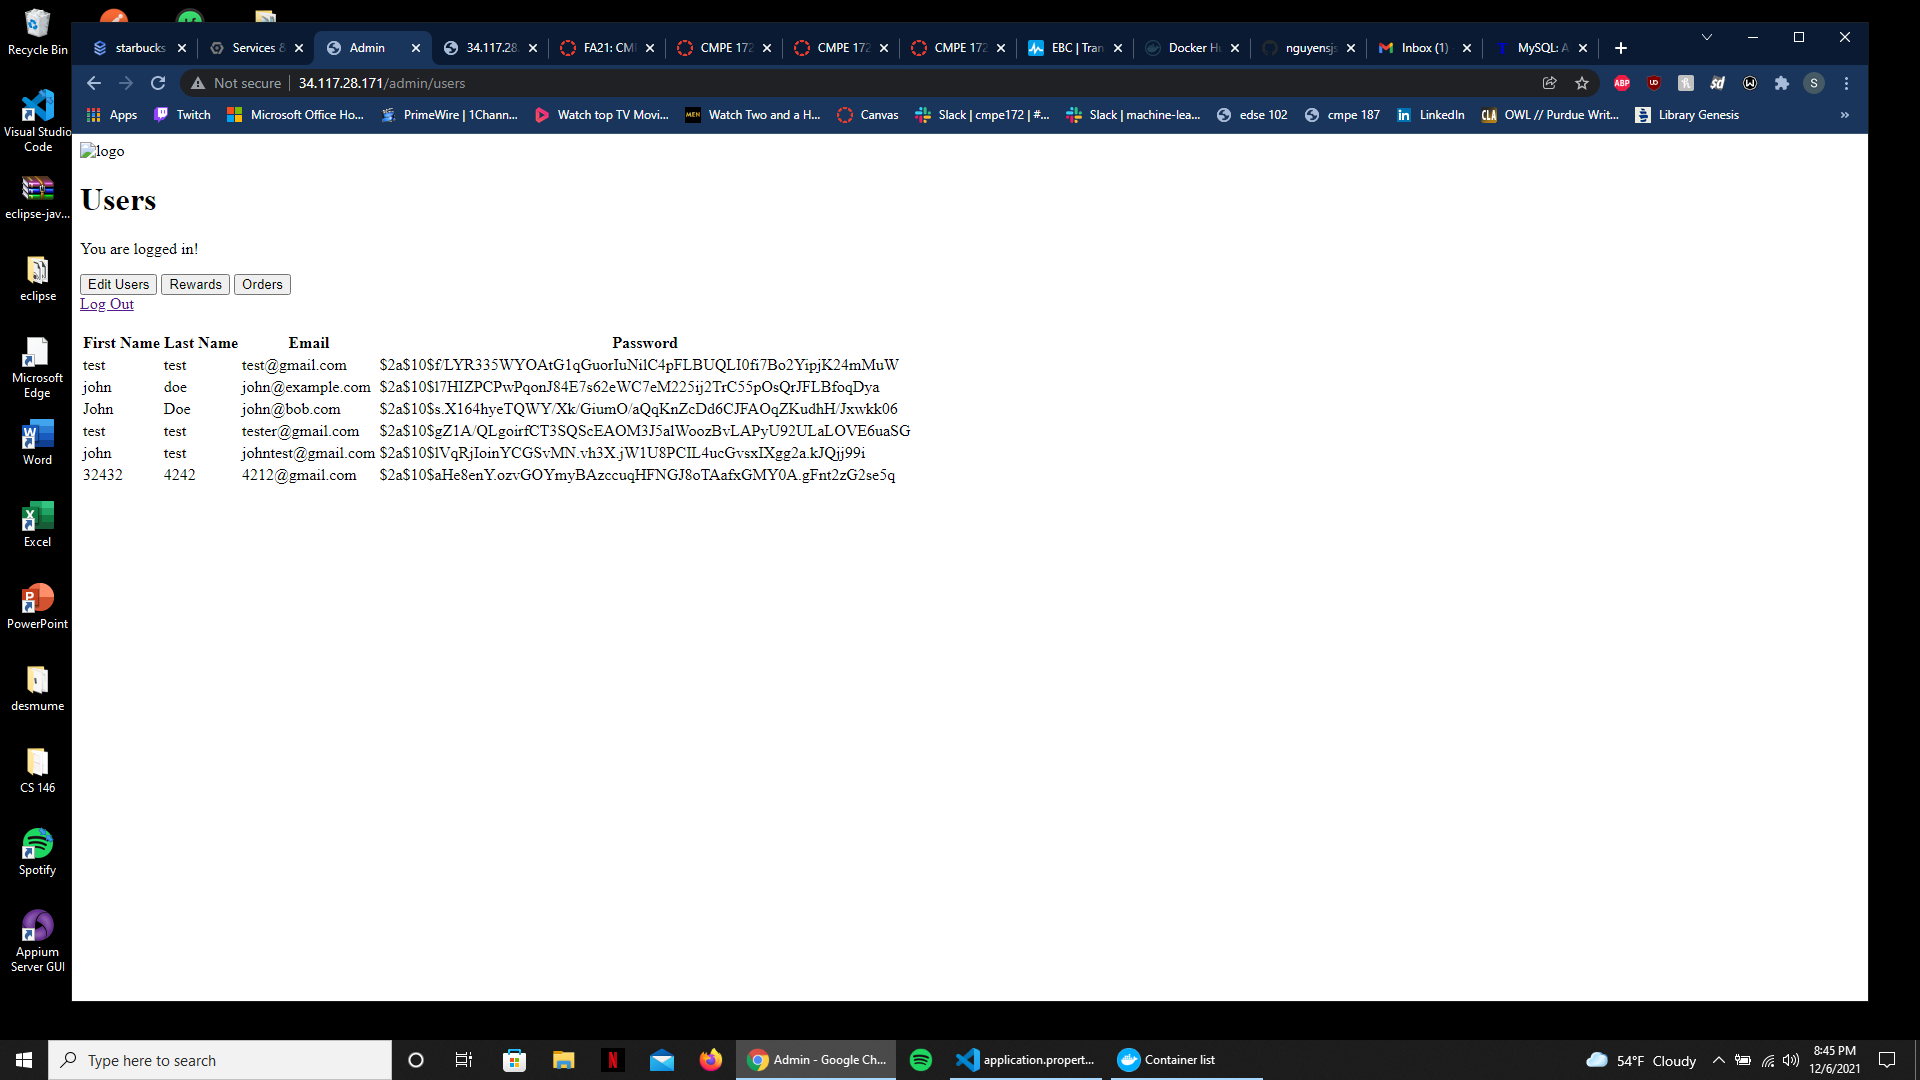 Recycle Bin
Visual Studio Code
eclipse-jav...
eclipse
Microsoft Edge
Word
Excel
PowerPoint
desmume
CS 146
Spotify
Appium Server GUI
starbucks
Services &
Admin
34.117.28.
FA21: CM
CMPE 172
CMPE 172
CMPE 172
EBC | Tran
Docker Hu
nguyensjs
Inbox (1)
MySQL: A
Not secure
34.117.28.171/admin/users
ABP
Apps
Twitch
Microsoft Office Ho...
PrimeWire | 1Chann...
Watch top TV Movi...
MEN
Watch Two and a H...
Canvas
Slack | cmpe172 | #...
Slack | machine-lea...
edse 102
cmpe 187
LinkedIn
CLA
OWL // Purdue Writ...
Library Genesis
»
logo
Users
You are logged in!
Edit Users Rewards Orders
Log Out
First Name Last Name Email Password
test test test@gmail.com $2a$10$f/LYR335WYOAtG1qGuorIuNilC4pFLBUQLI0fi7Bo2YipjK24mMuW
john doe john@example.com $2a$10$l7HIZPCPwPqonJ84E7s62eWC7eM225ij2TrC55pOsQrJFLBfoqDya
John Doe john@bob.com $2a$10$s.X164hyeTQWY/Xk/GiumO/aQqKnZcDd6CJFAOqZKudhH/Jxwkk06
test test tester@gmail.com $2a$10$gZ1A/QLgoirfCT3SQScEAOM3J5alWoozBvLAPyU92ULaLOVE6uaSG
john test johntest@gmail.com $2a$10$lVqRjIoinYCGSvMN.vh3X.jW1U8PCIL4ucGvsxIXgg2a.kJQjj99i
32432 4242 4212@gmail.com $2a$10$aHe8enY.ozvGOYmyBAzccuqHFNGJ8oTAafxGMY0A.gFnt2zG2se5q
Type here to search
Admin - Google Ch...
application.propert...
Container list
54°F Cloudy
8:45 PM
12/6/2021